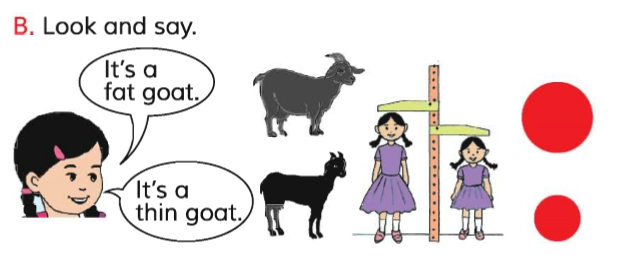 B. Look and say.
It's a
fat goat.
It's a
thin goat.